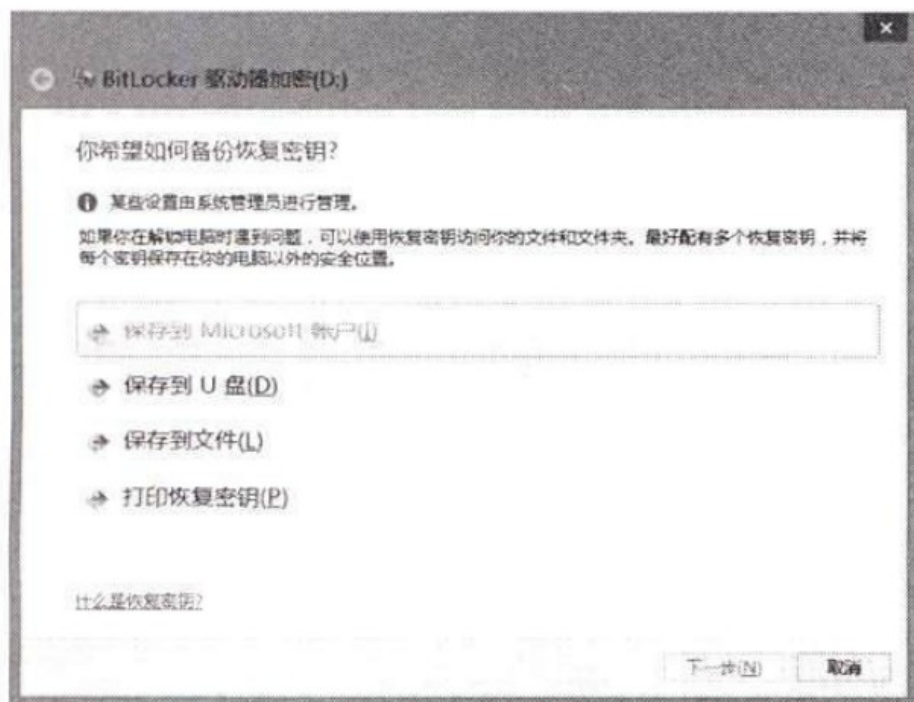 BitLocker 驱动器加密(D:)
你希望如何备份恢复密钥?
某些设置由系统管理员进行管理。
如果你在解锁电脑时遇到问题，可以使用恢复密钥访问你的文件和文件夹。最好配有多个恢复密钥，并将
每个密钥保存在你的电脑以外的安全位置。
保存到 Microsoft 帐户(I)
保存到 U 盘(D)
保存到文件(L)
打印恢复密钥(P)
什么是恢复密钥?
下一步(N)
取消